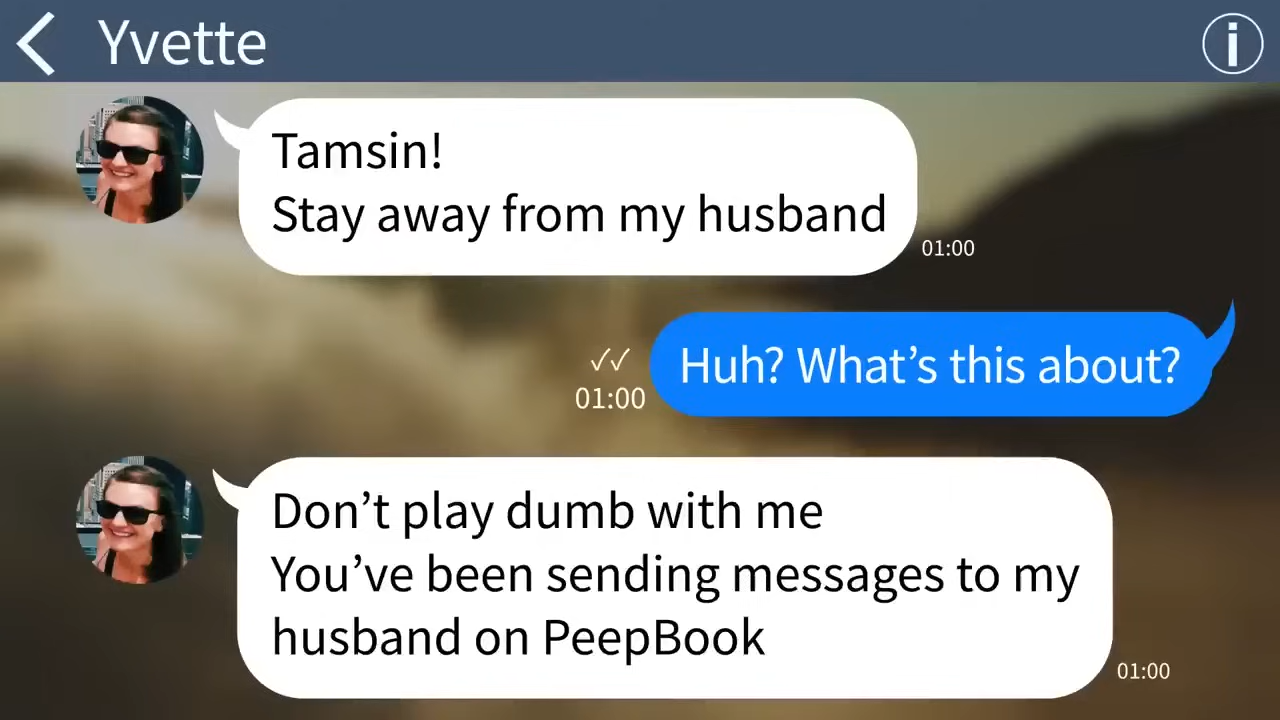 Yvette
Tamsin!
Stay away from my husband
01:00
Huh? What’s this about?
✓✓
01:00
Don’t play dumb with me
You’ve been sending messages to my
husband on PeepBook
01:00